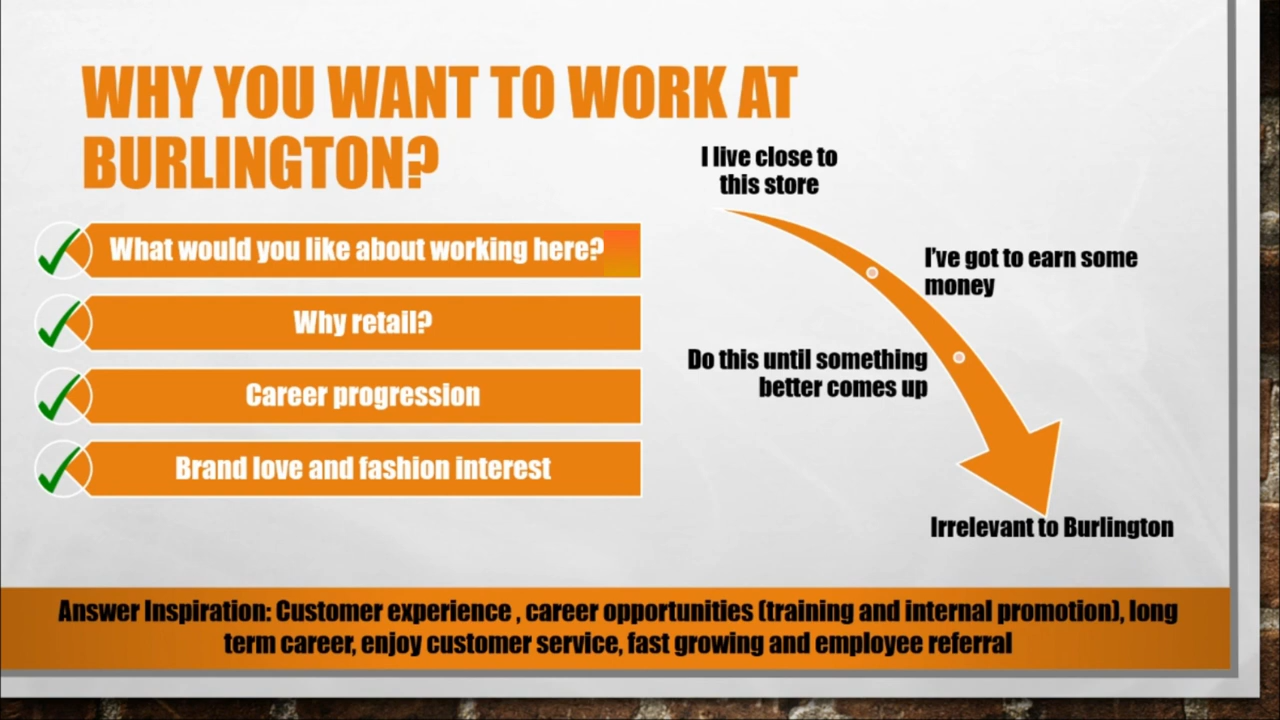 WHY YOU WANT TO WORK AT
BURLINGTON?
What would you like about working here?
Why retail?
Career progression
Brand love and fashion interest
I live close to
this store
I've got to earn some
money
Do this until something
better comes up
Irrelevant to Burlington
Answer Inspiration: Customer experience , career opportunities (training and internal promotion), long
term career, enjoy customer service, fast growing and employee referral